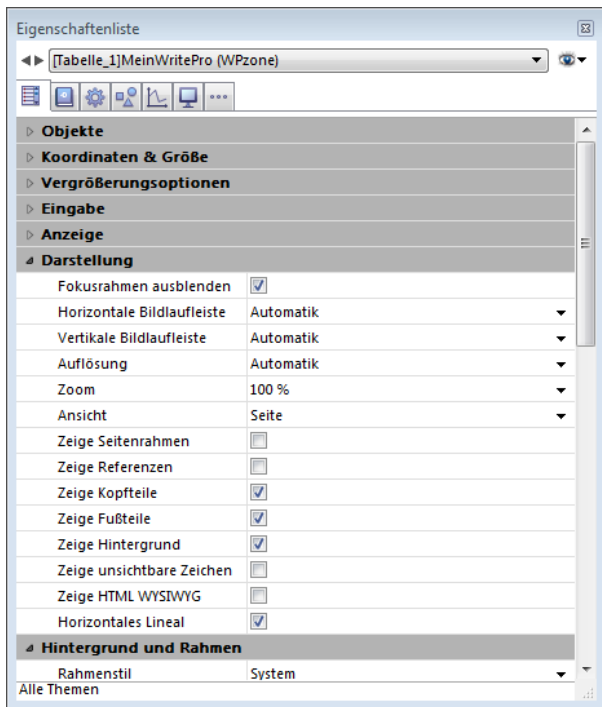 Eigenschaftenliste
[Tabelle_1]MeinWritePro (WPzone)
Objekte
Koordinaten & Größe
Vergrößerungsoptionen
Eingabe
Anzeige
Darstellung
Fokusrahmen ausblenden
Horizontale Bildlaufleiste Automatik
Vertikale Bildlaufleiste Automatik
Auflösung Automatik
Zoom 100 %
Ansicht Seite
Zeige Seitenrahmen
Zeige Referenzen
Zeige Kopfteile
Zeige Fußteile
Zeige Hintergrund
Zeige unsichtbare Zeichen
Zeige HTML WYSIWYG
Horizontales Lineal
Hintergrund und Rahmen
Rahmenstil System
Alle Themen